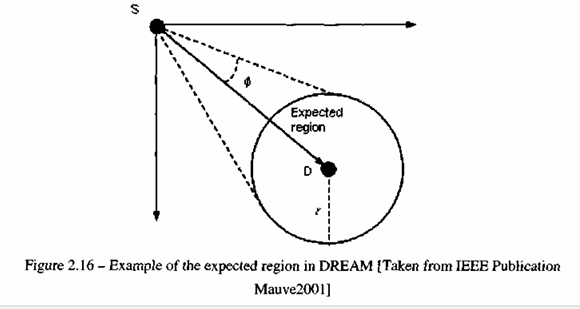 S
φ
Expected
region
D
r
Figure 2.16 – Example of the expected region in DREAM [Taken from IEEE Publication
Mauve2001]